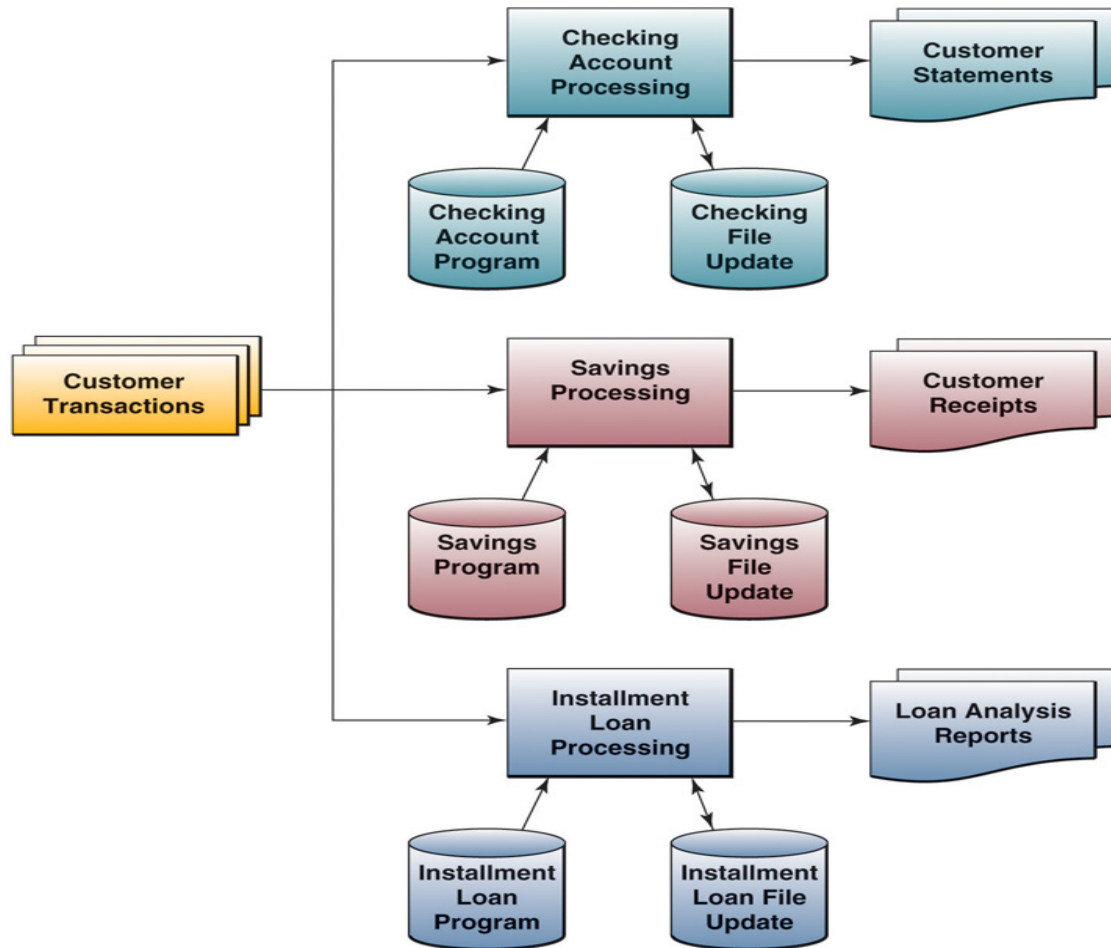 Checking
Account
Processing
Customer
Statements
Checking
Account
Program
Checking
File
Update
Customer
Transactions
Savings
Processing
Customer
Receipts
Savings
Program
Savings
File
Update
Installment
Loan
Processing
Loan Analysis
Reports
Installment
Loan
Program
Installment
Loan File
Update